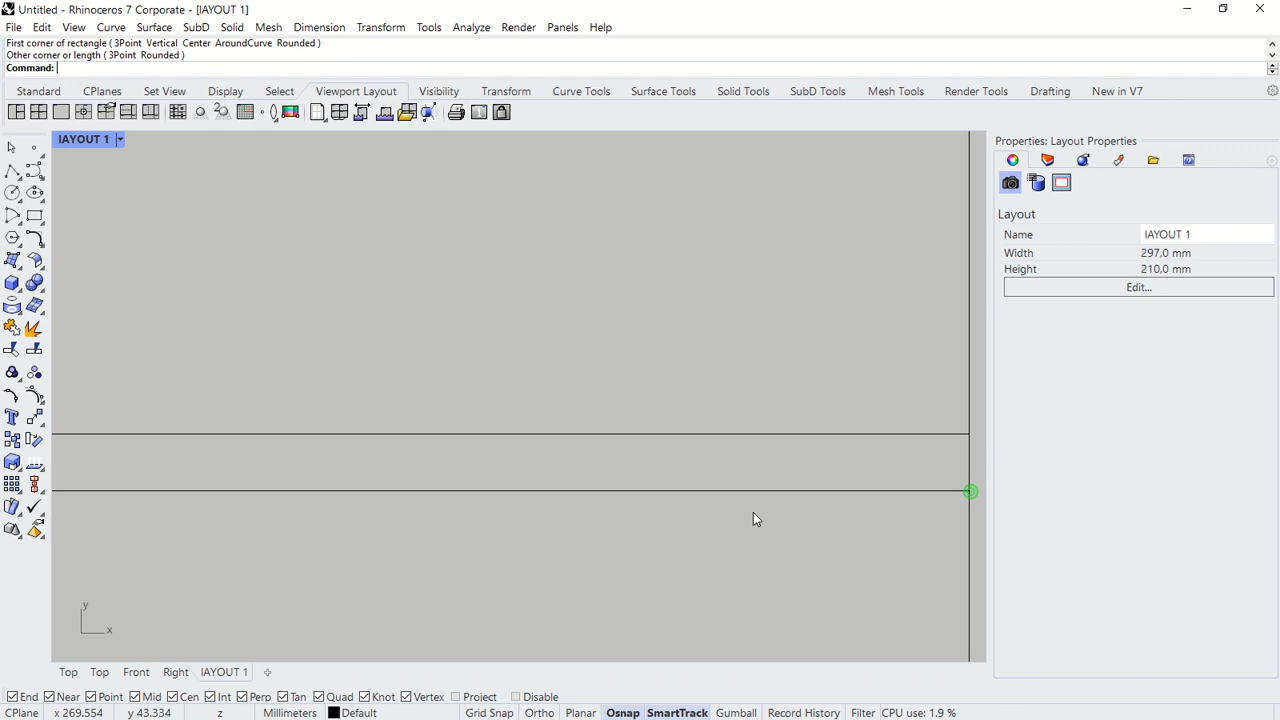 Untitled - Rhinoceros 7 Corporate - [IAYOUT 1]
File Edit View Curve Surface SubD Solid Mesh Dimension Transform Tools Analyze Render Panels Help
First corner of rectangle ( 3Point Vertical Center AroundCurve Rounded )
Other corner or length ( 3Point Rounded )
Command:
Standard CPlanes Set View Display Select Viewport Layout Visibility Transform Curve Tools Surface Tools Solid Tools SubD Tools Mesh Tools Render Tools Drafting New in V7
IAYOUT 1
Properties: Layout Properties
Layout
Name IAYOUT 1
Width 297,0 mm
Height 210,0 mm
Edit...
y
x
Top Top Front Right IAYOUT 1
End Near Point Mid Cen Int Perp Tan Quad Knot Vertex Project Disable
CPlane x 269.554 y 43.334 z Millimeters Default Grid Snap Ortho Planar Osnap SmartTrack Gumball Record History Filter CPU use: 1.9 %